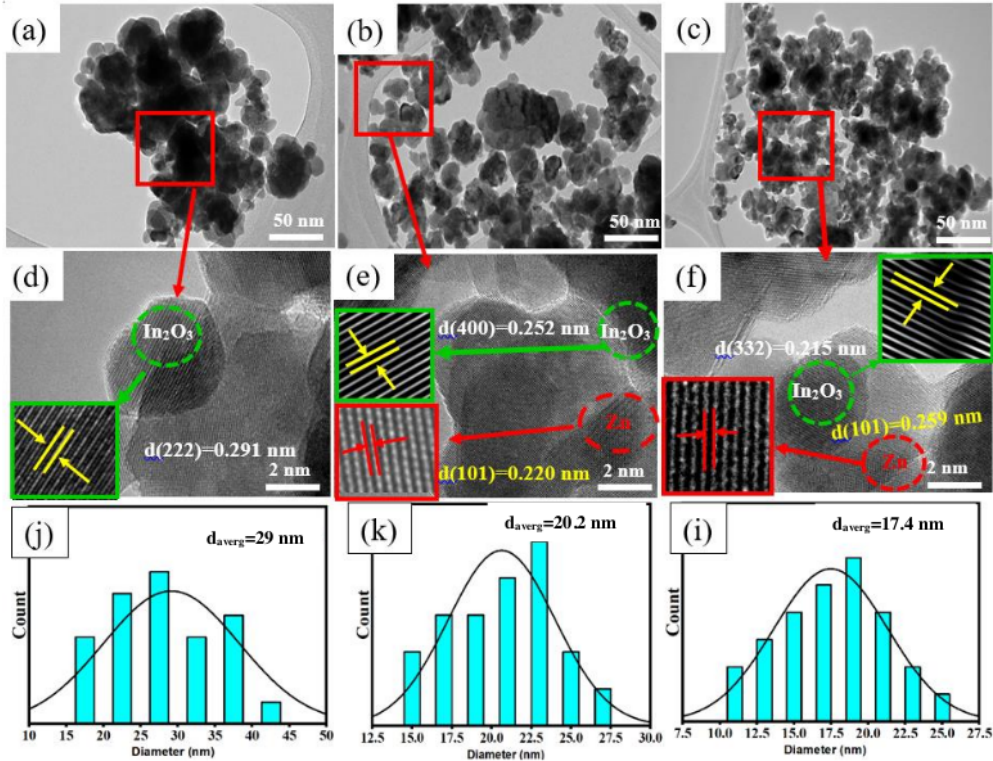 (a)
(b)
(c)
50 nm
50 nm
50 nm
(d)
(e)
(f)
In₂O₃
d(222)=0.291 nm
2 nm
d(400)=0.252 nm
In₂O₃
Zn
d(101)=0.220 nm
2 nm
d(332)=0.215 nm
In₂O₃
d(101)=0.259 nm
Zn
2 nm
(j)
d_averg=29 nm
Count
10 15 20 25 30 35 40 45 50
Diameter (nm)
(k)
d_averg=20.2 nm
Count
12.5 15.0 17.5 20.0 22.5 25.0 27.5 30.0
Diameter (nm)
(i)
d_averg=17.4 nm
Count
7.5 10.0 12.5 15.0 17.5 20.0 22.5 25.0 27.5
Diameter (nm)